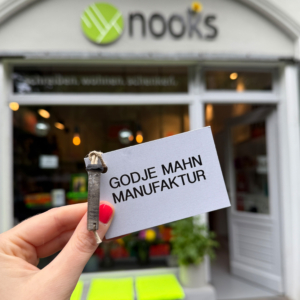 nooks
schreiben. wohnen. schenken.
GODJE MAHN
MANUFAKTUR